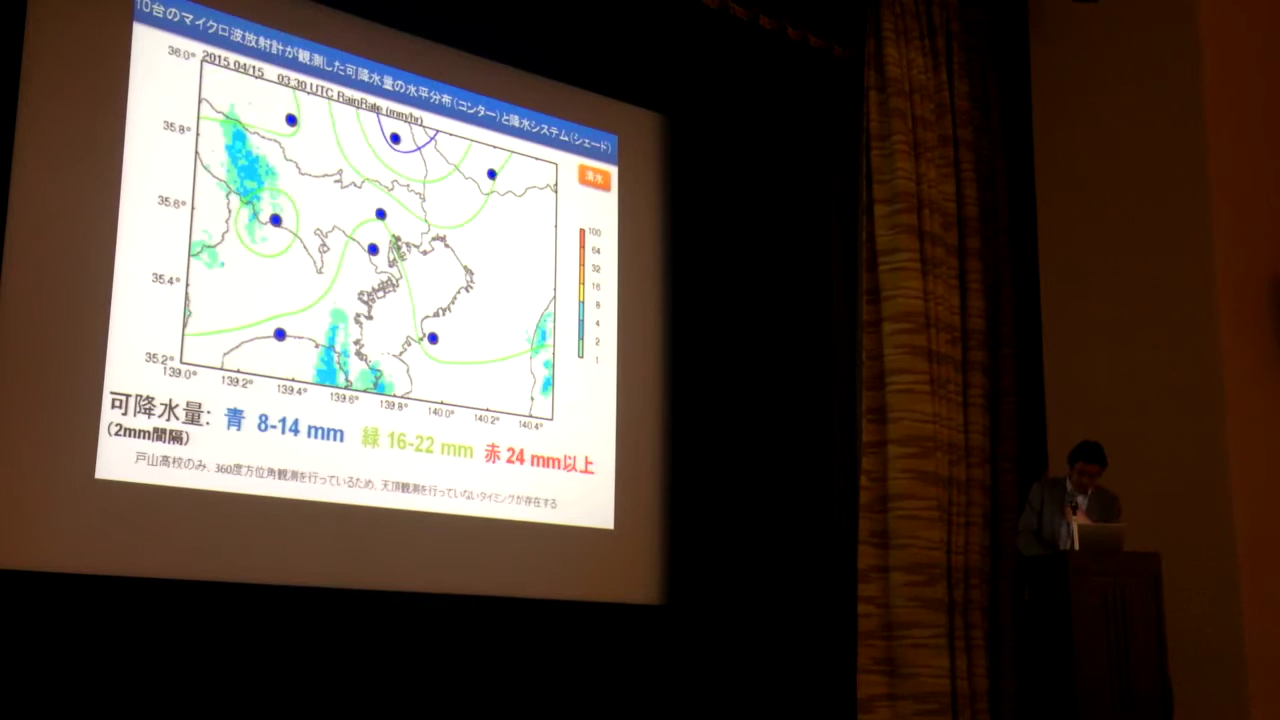 10台のマイクロ波放射計が観測した可降水量の水平分布(コンター)と降水システム(シェード)
2015 04/15 03:30 UTC RainRate (mm/hr)
36.0°
35.8°
35.6°
35.4°
35.2°
139.0° 139.2° 139.4° 139.6° 139.8° 140.0° 140.2° 140.4°
清水
100
64
32
16
8
4
2
1
可降水量: 青 8-14 mm 緑 16-22 mm 赤 24 mm以上
(2mm間隔)
戸山高校のみ、360度方位角観測を行っているため、天頂観測を行っていないタイミングが存在する